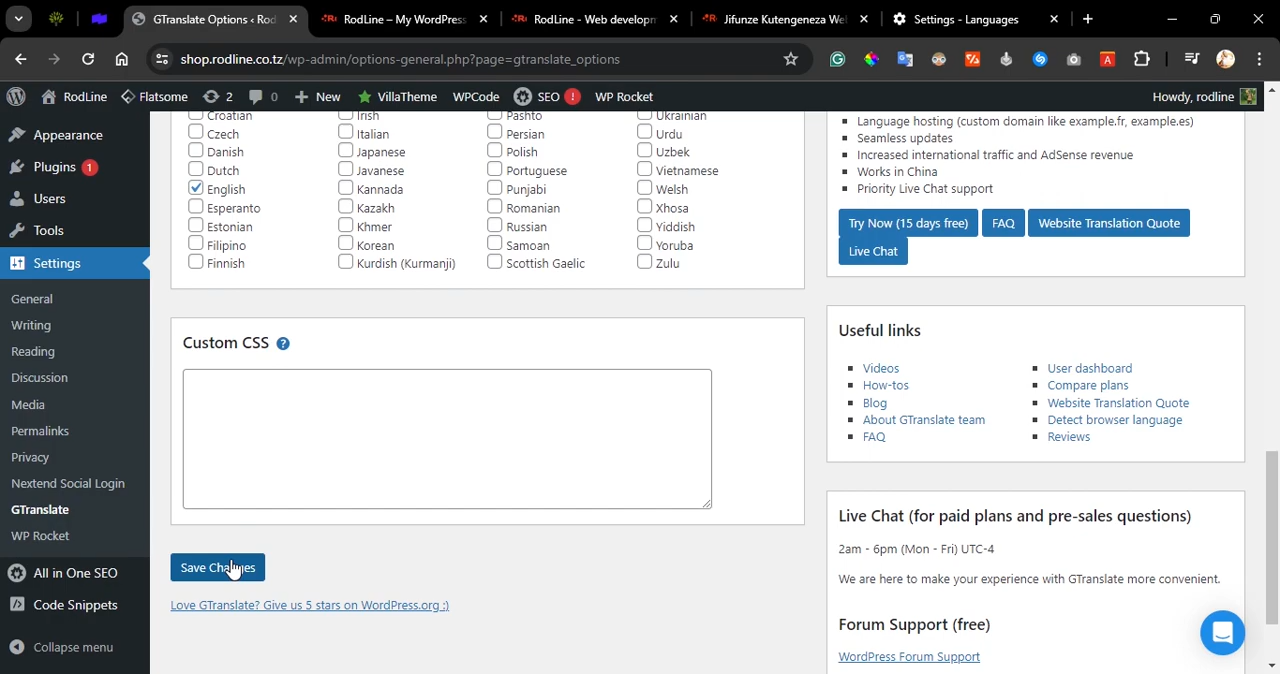 GTranslate Options ‹ Rod
RodLine – My WordPress
RodLine - Web developm
Jifunze Kutengeneza We
Settings - Languages
shop.rodline.co.tz/wp-admin/options-general.php?page=gtranslate_options
RodLine
Flatsome
2
0
New
VillaTheme
WPCode
SEO !
WP Rocket
Howdy, rodline
Appearance
Plugins 1
Users
Tools
Settings
General
Writing
Reading
Discussion
Media
Permalinks
Privacy
Nextend Social Login
GTranslate
WP Rocket
All in One SEO
Code Snippets
Collapse menu
Croatian
Irish
Pashto
Ukrainian
Czech
Italian
Persian
Urdu
Danish
Japanese
Polish
Uzbek
Dutch
Javanese
Portuguese
Vietnamese
English
Kannada
Punjabi
Welsh
Esperanto
Kazakh
Romanian
Xhosa
Estonian
Khmer
Russian
Yiddish
Filipino
Korean
Samoan
Yoruba
Finnish
Kurdish (Kurmanji)
Scottish Gaelic
Zulu
Custom CSS ?
Save Changes
Love GTranslate? Give us 5 stars on WordPress.org :)
Language hosting (custom domain like example.fr, example.es)
Seamless updates
Increased international traffic and AdSense revenue
Works in China
Priority Live Chat support
Try Now (15 days free)
FAQ
Website Translation Quote
Live Chat
Useful links
Videos
How-tos
Blog
About GTranslate team
FAQ
User dashboard
Compare plans
Website Translation Quote
Detect browser language
Reviews
Live Chat (for paid plans and pre-sales questions)
2am - 6pm (Mon - Fri) UTC-4
We are here to make your experience with GTranslate more convenient.
Forum Support (free)
WordPress Forum Support